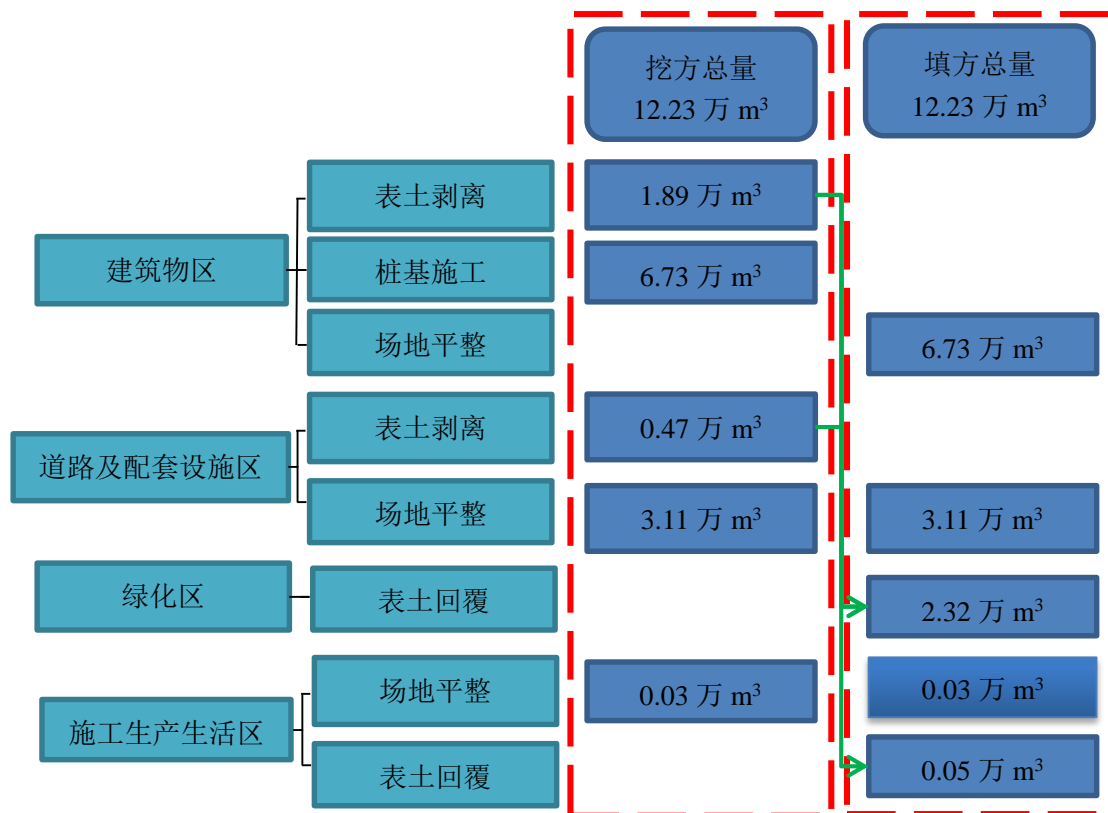 挖方总量
12.23 万 m³
填方总量
12.23 万 m³
建筑物区
表土剥离
1.89 万 m³
桩基施工
6.73 万 m³
场地平整
6.73 万 m³
道路及配套设施区
表土剥离
0.47 万 m³
场地平整
3.11 万 m³
3.11 万 m³
绿化区
表土回覆
2.32 万 m³
施工生产生活区
场地平整
0.03 万 m³
0.03 万 m³
表土回覆
0.05 万 m³